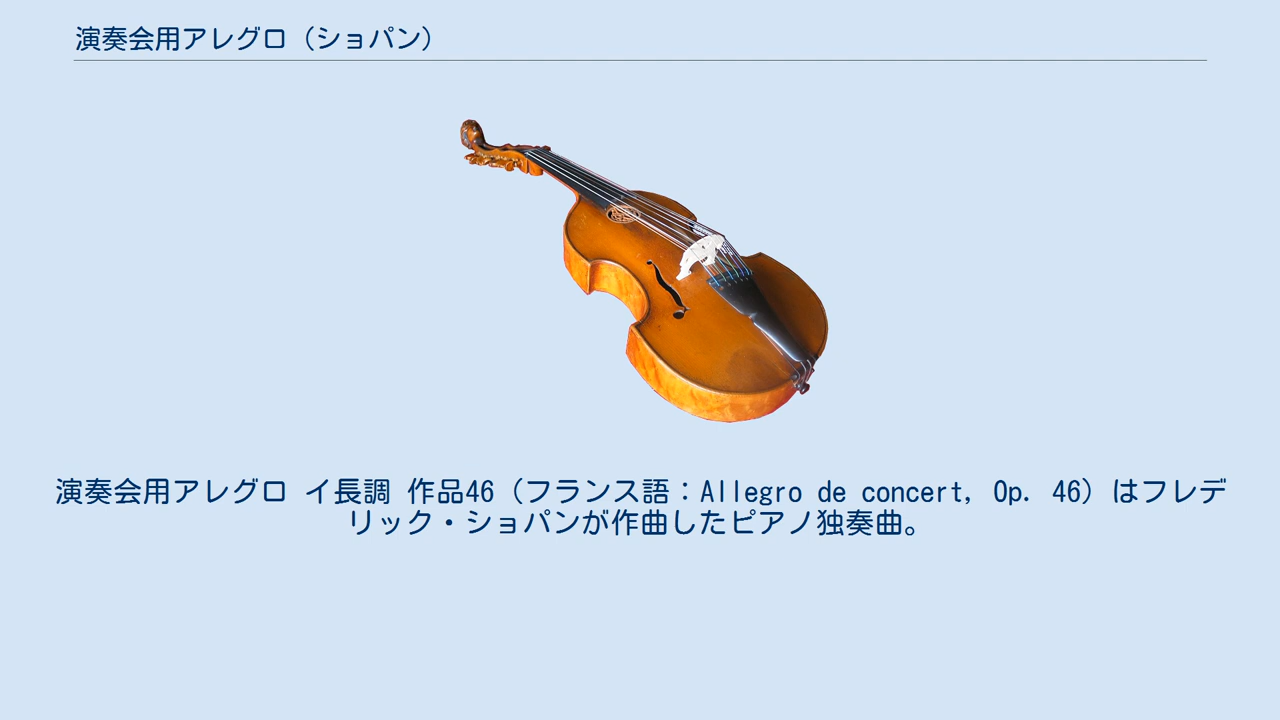 演奏会用アレグロ（ショパン）
演奏会用アレグロ イ長調 作品46（フランス語：Allegro de concert, Op. 46）はフレデ
リック・ショパンが作曲したピアノ独奏曲。